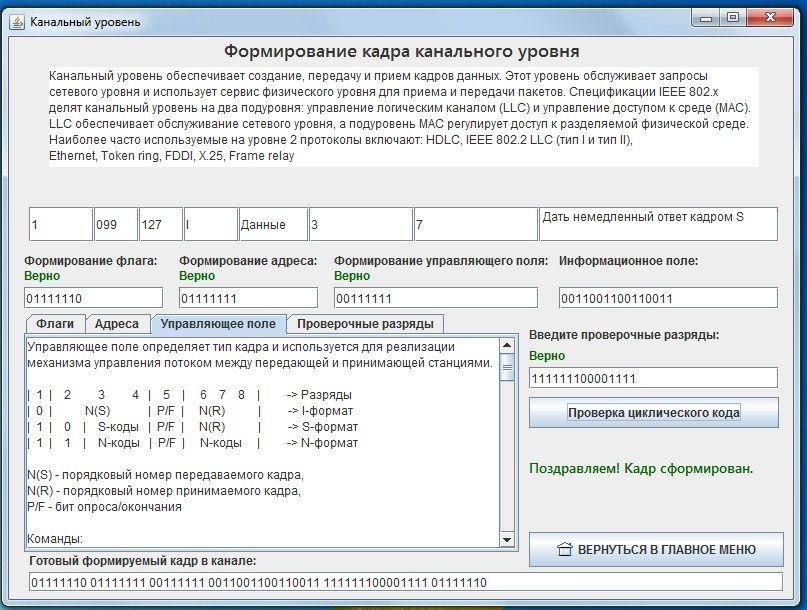 Канальный уровень
Формирование кадра канального уровня
Канальный уровень обеспечивает создание, передачу и прием кадров данных. Этот уровень обслуживает запросы
сетевого уровня и использует сервис физического уровня для приема и передачи пакетов. Спецификации IEEE 802.x
делят канальный уровень на два подуровня: управление логическим каналом (LLC) и управление доступом к среде (MAC).
LLC обеспечивает обслуживание сетевого уровня, а подуровень MAC регулирует доступ к разделяемой физической среде.
Наиболее часто используемые на уровне 2 протоколы включают: HDLC, IEEE 802.2 LLC (тип I и тип II),
Ethernet, Token ring, FDDI, X.25, Frame relay
1 099 127 I Данные 3 7 Дать немедленный ответ кадром S
Формирование флага: Формирование адреса: Формирование управляющего поля: Информационное поле:
Верно Верно Верно
01111110 01111111 00111111 0011001100110011
Флаги Адреса Управляющее поле Проверочные разряды
Управляющее поле определяет тип кадра и используется для реализации
механизма управления потоком между передающей и принимающей станциями.
| 1 | 2 3 4 | 5 | 6 7 8 | -> Разряды
| 0 | N(S) | P/F | N(R) | -> I-формат
| 1 | 0 | S-коды | P/F | N(R) | -> S-формат
| 1 | 1 | N-коды | P/F | N-коды | -> N-формат
N(S) - порядковый номер передаваемого кадра,
N(R) - порядковый номер принимаемого кадра,
P/F - бит опроса/окончания
Команды:
Введите проверочные разряды:
Верно
111111100001111
Проверка циклического кода
Поздравляем! Кадр сформирован.
ВЕРНУТЬСЯ В ГЛАВНОЕ МЕНЮ
Готовый формируемый кадр в канале:
01111110 01111111 00111111 0011001100110011 1111111100001111 01111110